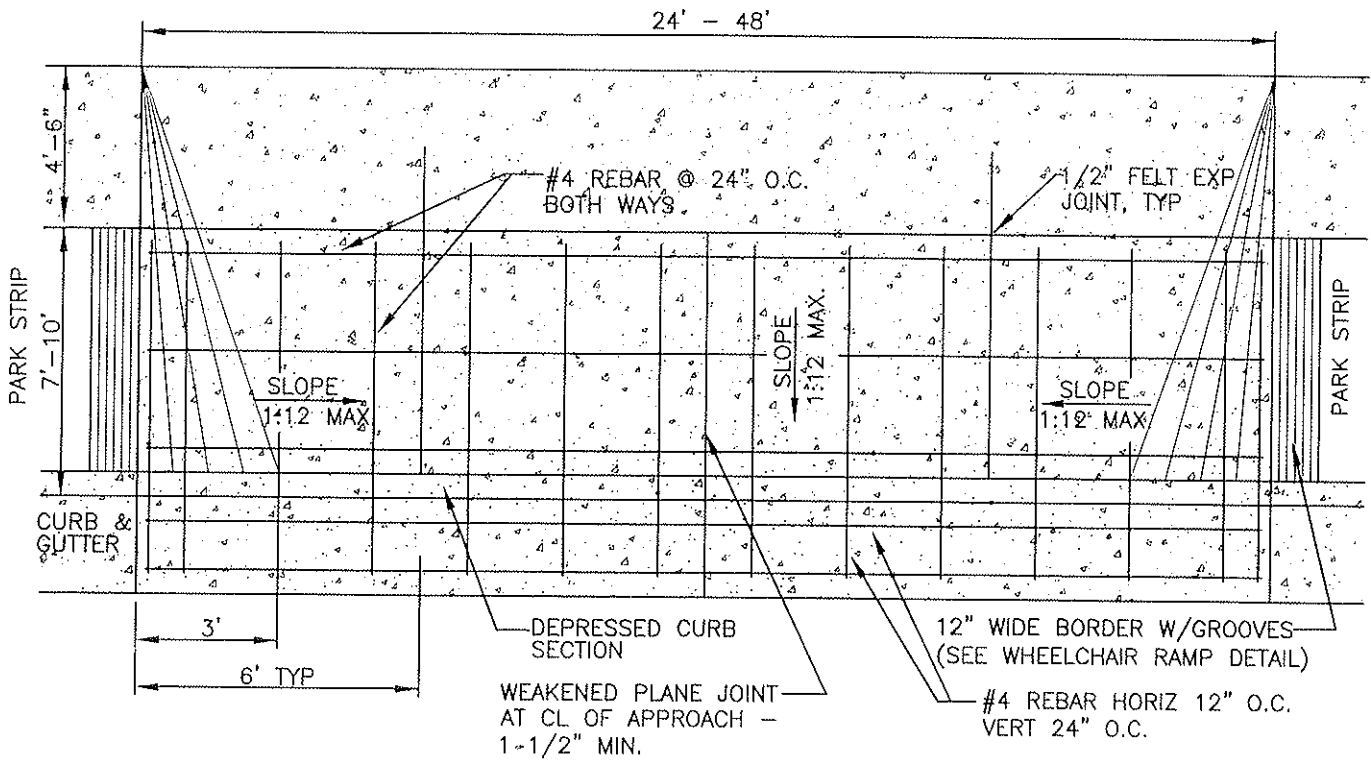 24' - 48'
4'-6"
#4 REBAR @ 24" O.C.
BOTH WAYS
1/2" FELT EXP
JOINT, TYP
PARK STRIP
7'-10"
SLOPE
1:12 MAX
SLOPE
1:12 MAX.
SLOPE
1:12 MAX
PARK STRIP
CURB &
GUTTER
3'
6' TYP
DEPRESSED CURB
SECTION
WEAKENED PLANE JOINT
AT CL OF APPROACH -
1-1/2" MIN.
12" WIDE BORDER W/GROOVES
(SEE WHEELCHAIR RAMP DETAIL)
#4 REBAR HORIZ 12" O.C.
VERT 24" O.C.